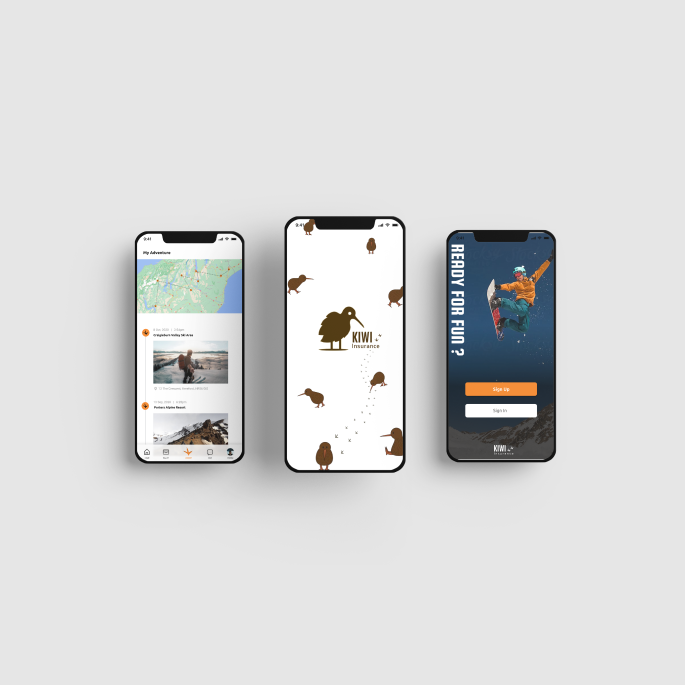 9:41
My Adventure
Craigieburn Valley Ski Area
Porters Alpine Resort
9:41
KIWI
Insurance
READY FOR FUN ?
Sign Up
Sign In
KIWI
Insurance